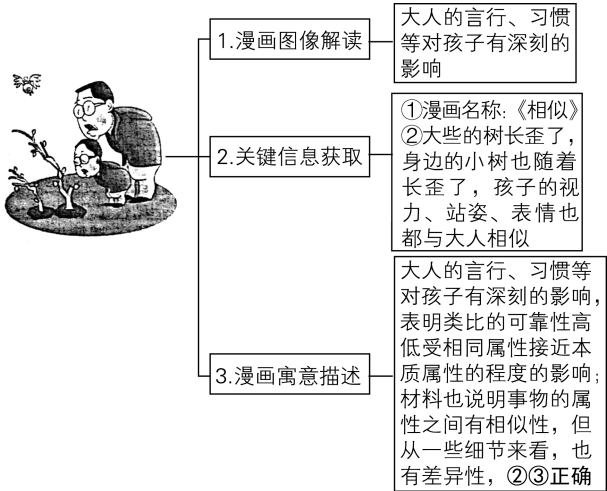 1.漫画图像解读
大人的言行、习惯
等对孩子有深刻的
影响
2.关键信息获取
①漫画名称:《相似》
②大些的树长歪了，
身边的小树也随着
长歪了，孩子的视
力、站姿、表情也
都与大人相似
3.漫画寓意描述
大人的言行、习惯等
对孩子有深刻的影响，
表明类比的可靠性高
低受相同属性接近本
质属性的程度的影响;
材料也说明事物的属
性之间有相似性，但
从一些细节来看，也
有差异性，②③正确